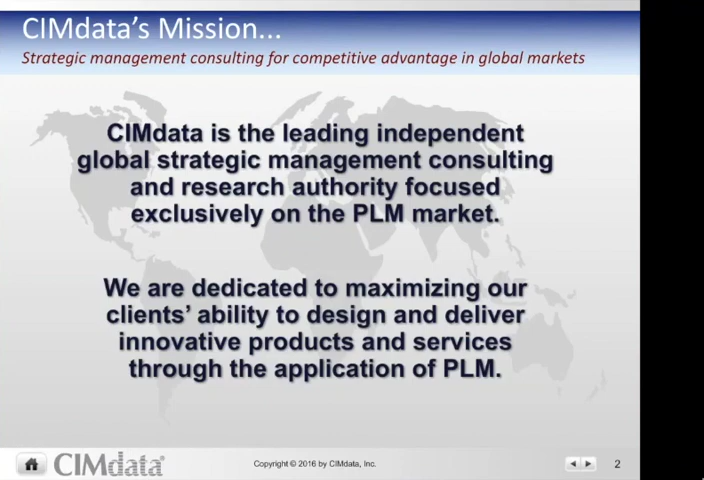 CIMdata's Mission...
Strategic management consulting for competitive advantage in global markets
CIMdata is the leading independent
global strategic management consulting
and research authority focused
exclusively on the PLM market.
We are dedicated to maximizing our
clients' ability to design and deliver
innovative products and services
through the application of PLM.
CIMdata®
Copyright © 2016 by CIMdata, Inc.
2